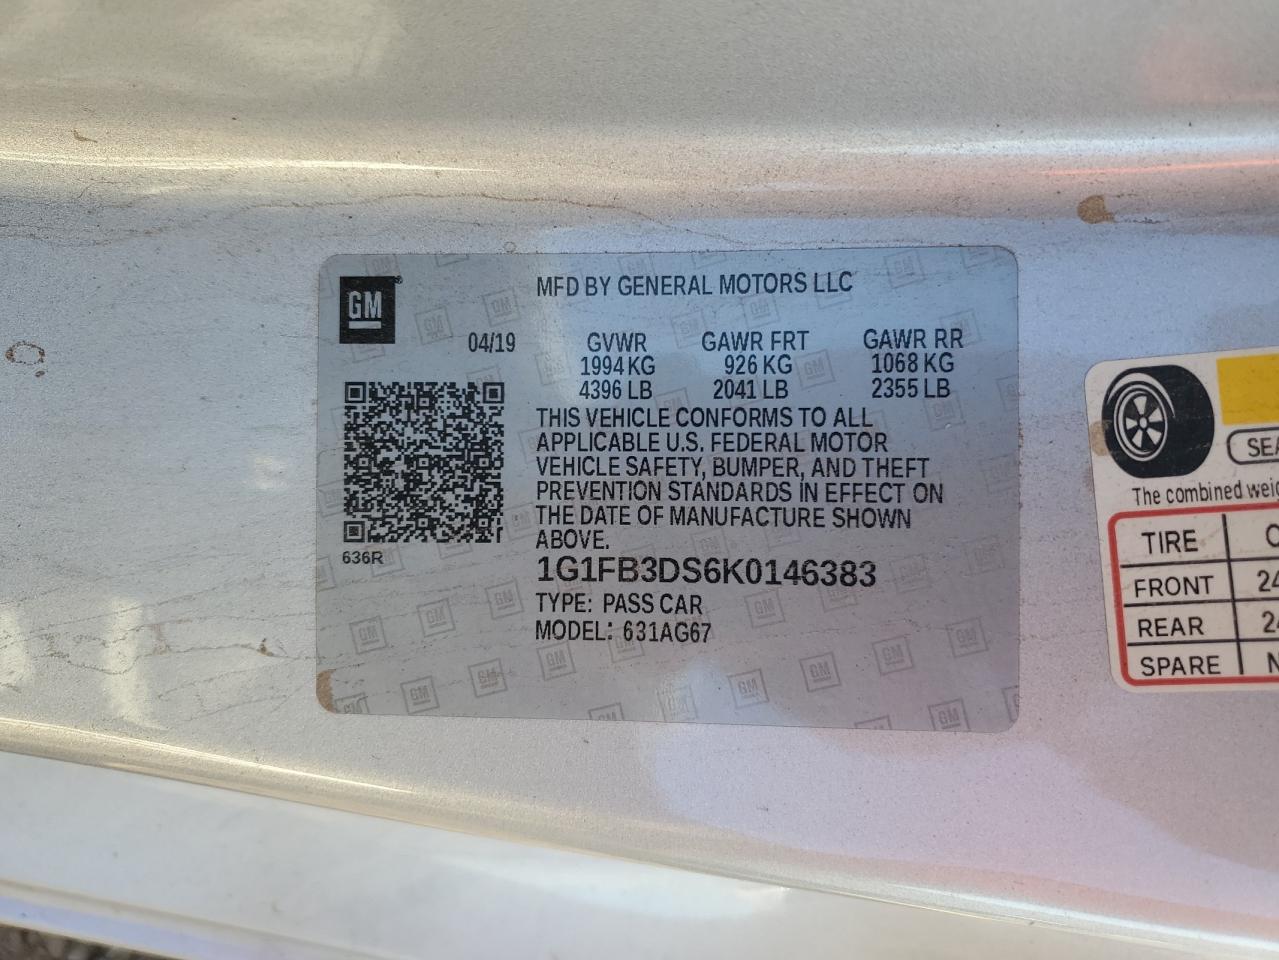 GM
MFD BY GENERAL MOTORS LLC
04/19 GVWR GAWR FRT GAWR RR
1994 KG 926 KG 1068 KG
4396 LB 2041 LB 2355 LB
THIS VEHICLE CONFORMS TO ALL
APPLICABLE U.S. FEDERAL MOTOR
VEHICLE SAFETY, BUMPER, AND THEFT
PREVENTION STANDARDS IN EFFECT ON
THE DATE OF MANUFACTURE SHOWN
ABOVE.
636R
1G1FB3DS6K0146383
TYPE: PASS CAR
MODEL: 631AG67
The combined
TIRE
FRONT
REAR
SPARE